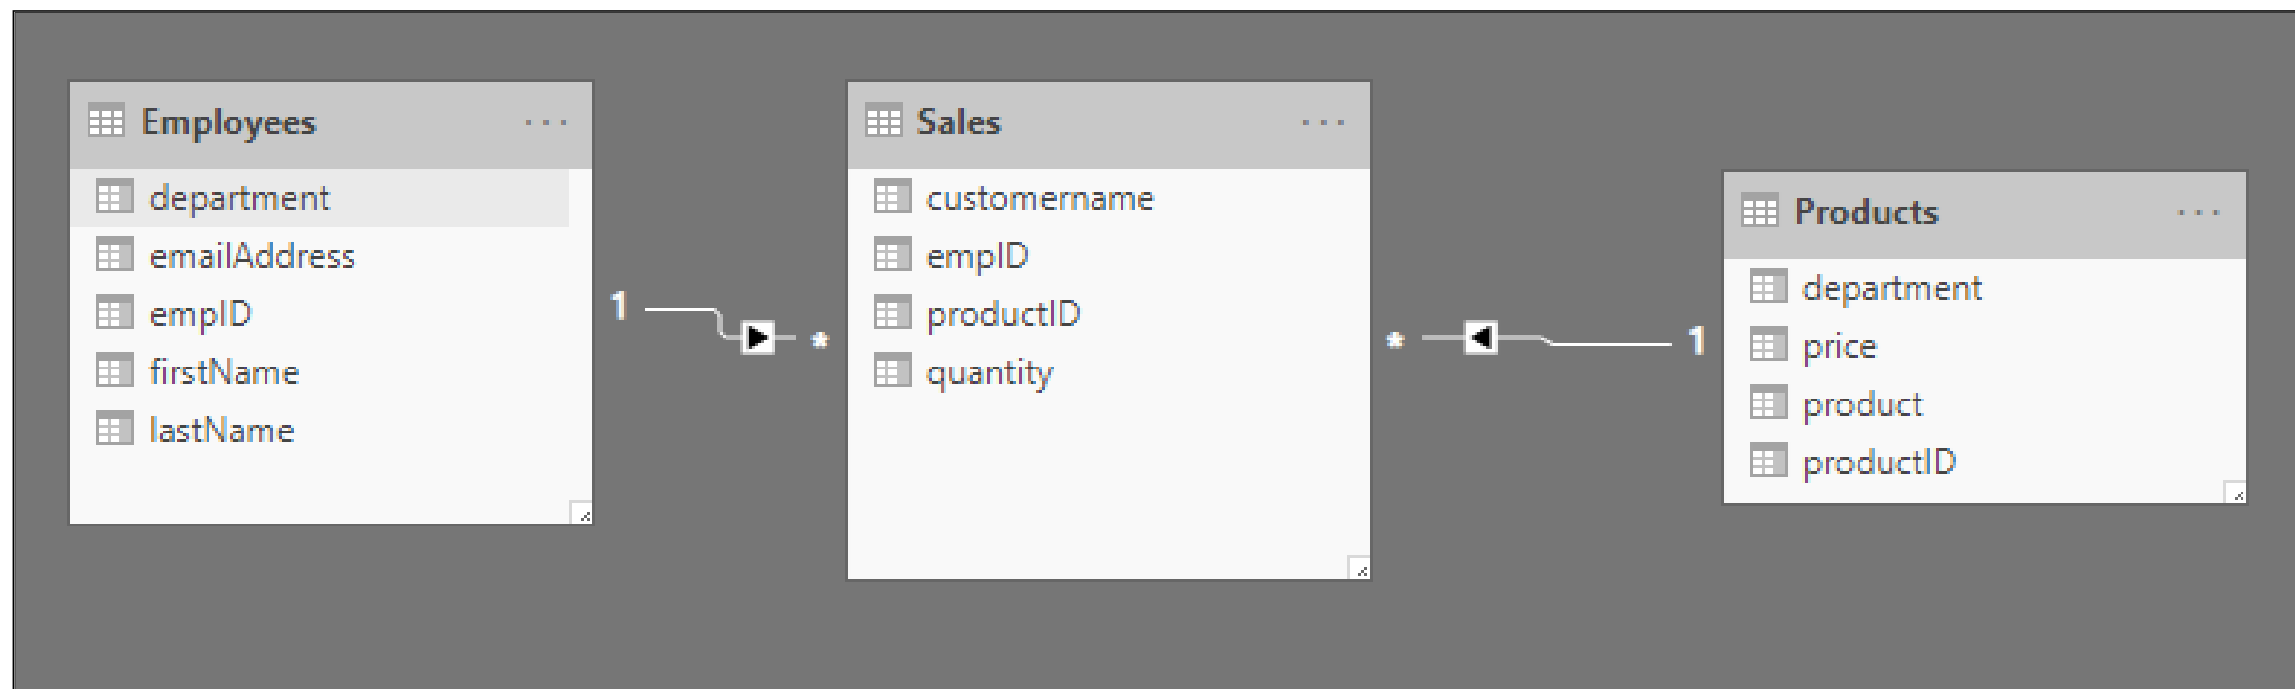 Employees ...
department
emailAddress
empID
firstName
lastName
1
*
Sales ...
customername
empID
productID
quantity
*
1
Products ...
department
price
product
productID